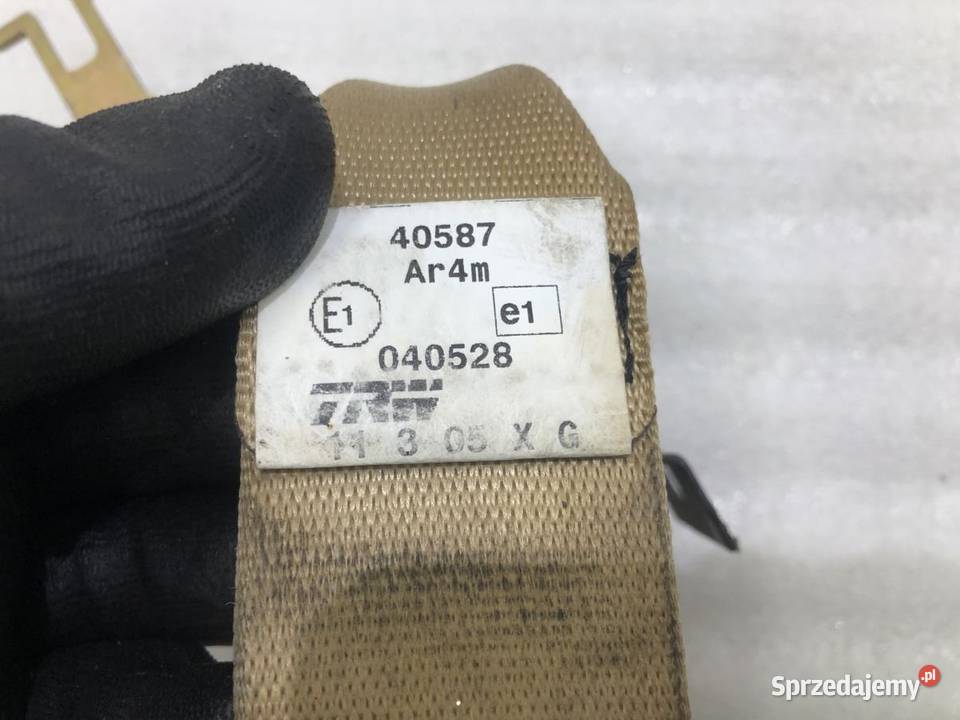 40587
Ar4m
E1 e1
040528
TRW
11 3 05 X G
Sprzedajemy.pl